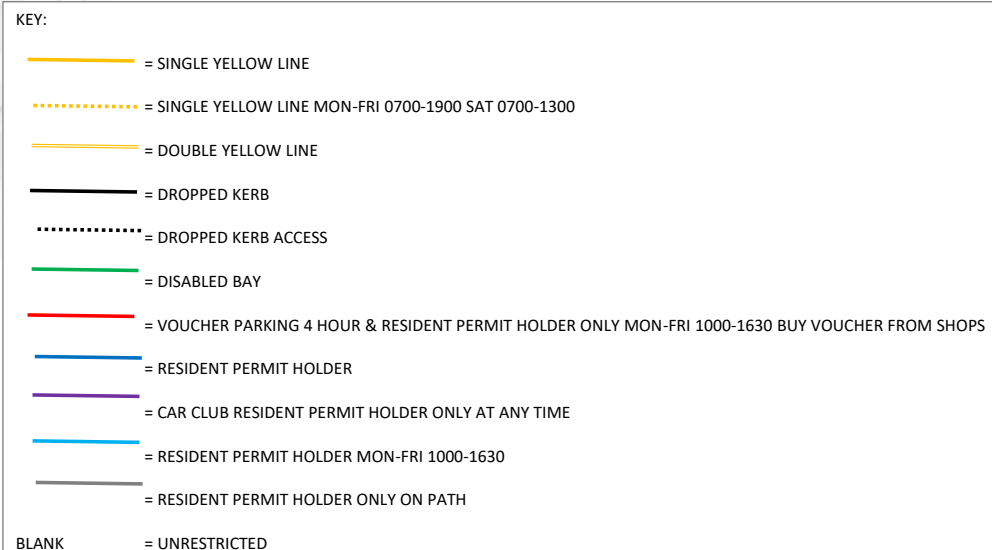 KEY:
= SINGLE YELLOW LINE
= SINGLE YELLOW LINE MON-FRI 0700-1900 SAT 0700-1300
= DOUBLE YELLOW LINE
= DROPPED KERB
= DROPPED KERB ACCESS
= DISABLED BAY
= VOUCHER PARKING 4 HOUR & RESIDENT PERMIT HOLDER ONLY MON-FRI 1000-1630 BUY VOUCHER FROM SHOPS
= RESIDENT PERMIT HOLDER
= CAR CLUB RESIDENT PERMIT HOLDER ONLY AT ANY TIME
= RESIDENT PERMIT HOLDER MON-FRI 1000-1630
= RESIDENT PERMIT HOLDER ONLY ON PATH
BLANK = UNRESTRICTED